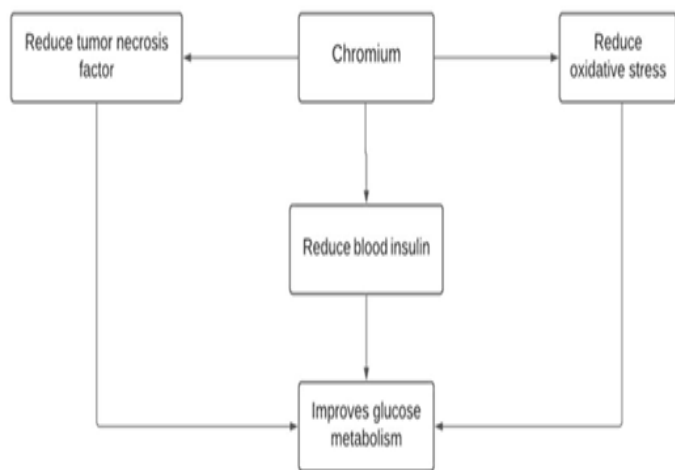 Reduce tumor necrosis
factor
Chromium
Reduce
oxidative stress
Reduce blood insulin
Improves glucose
metabolism